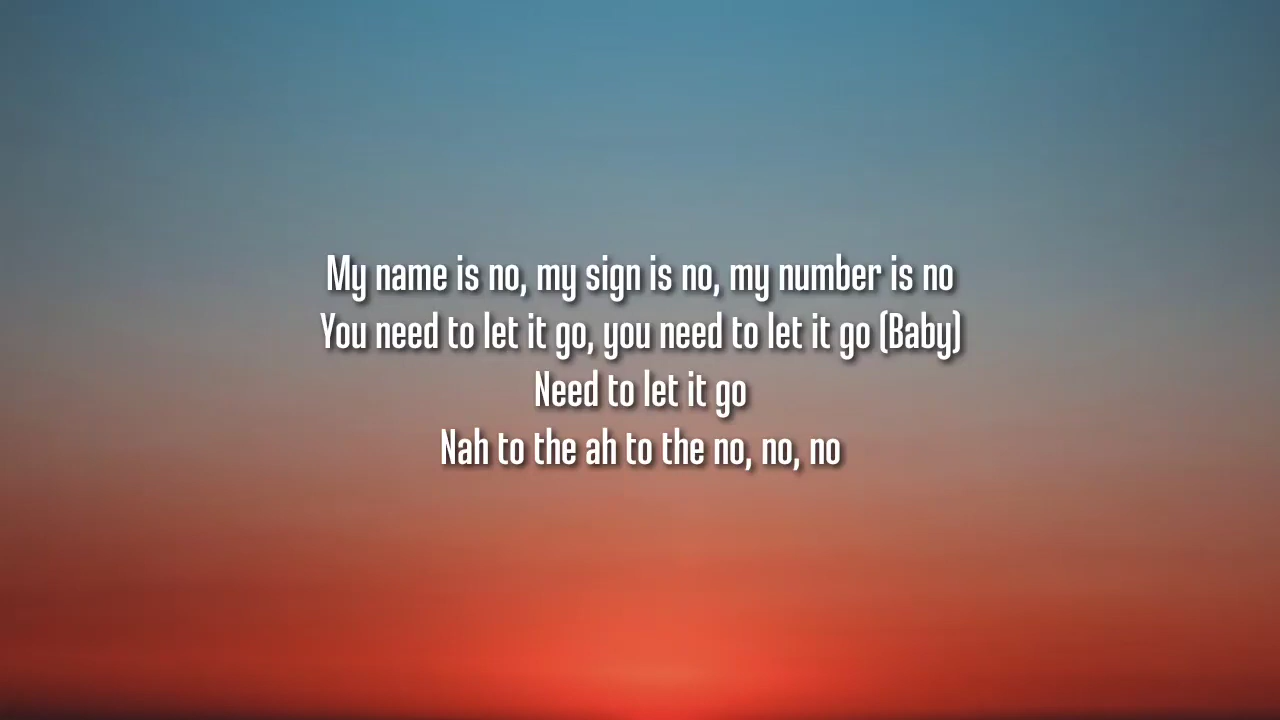 My name is no, my sign is no, my number is no
You need to let it go, you need to let it go (Baby)
Need to let it go
Nah to the ah to the no, no, no